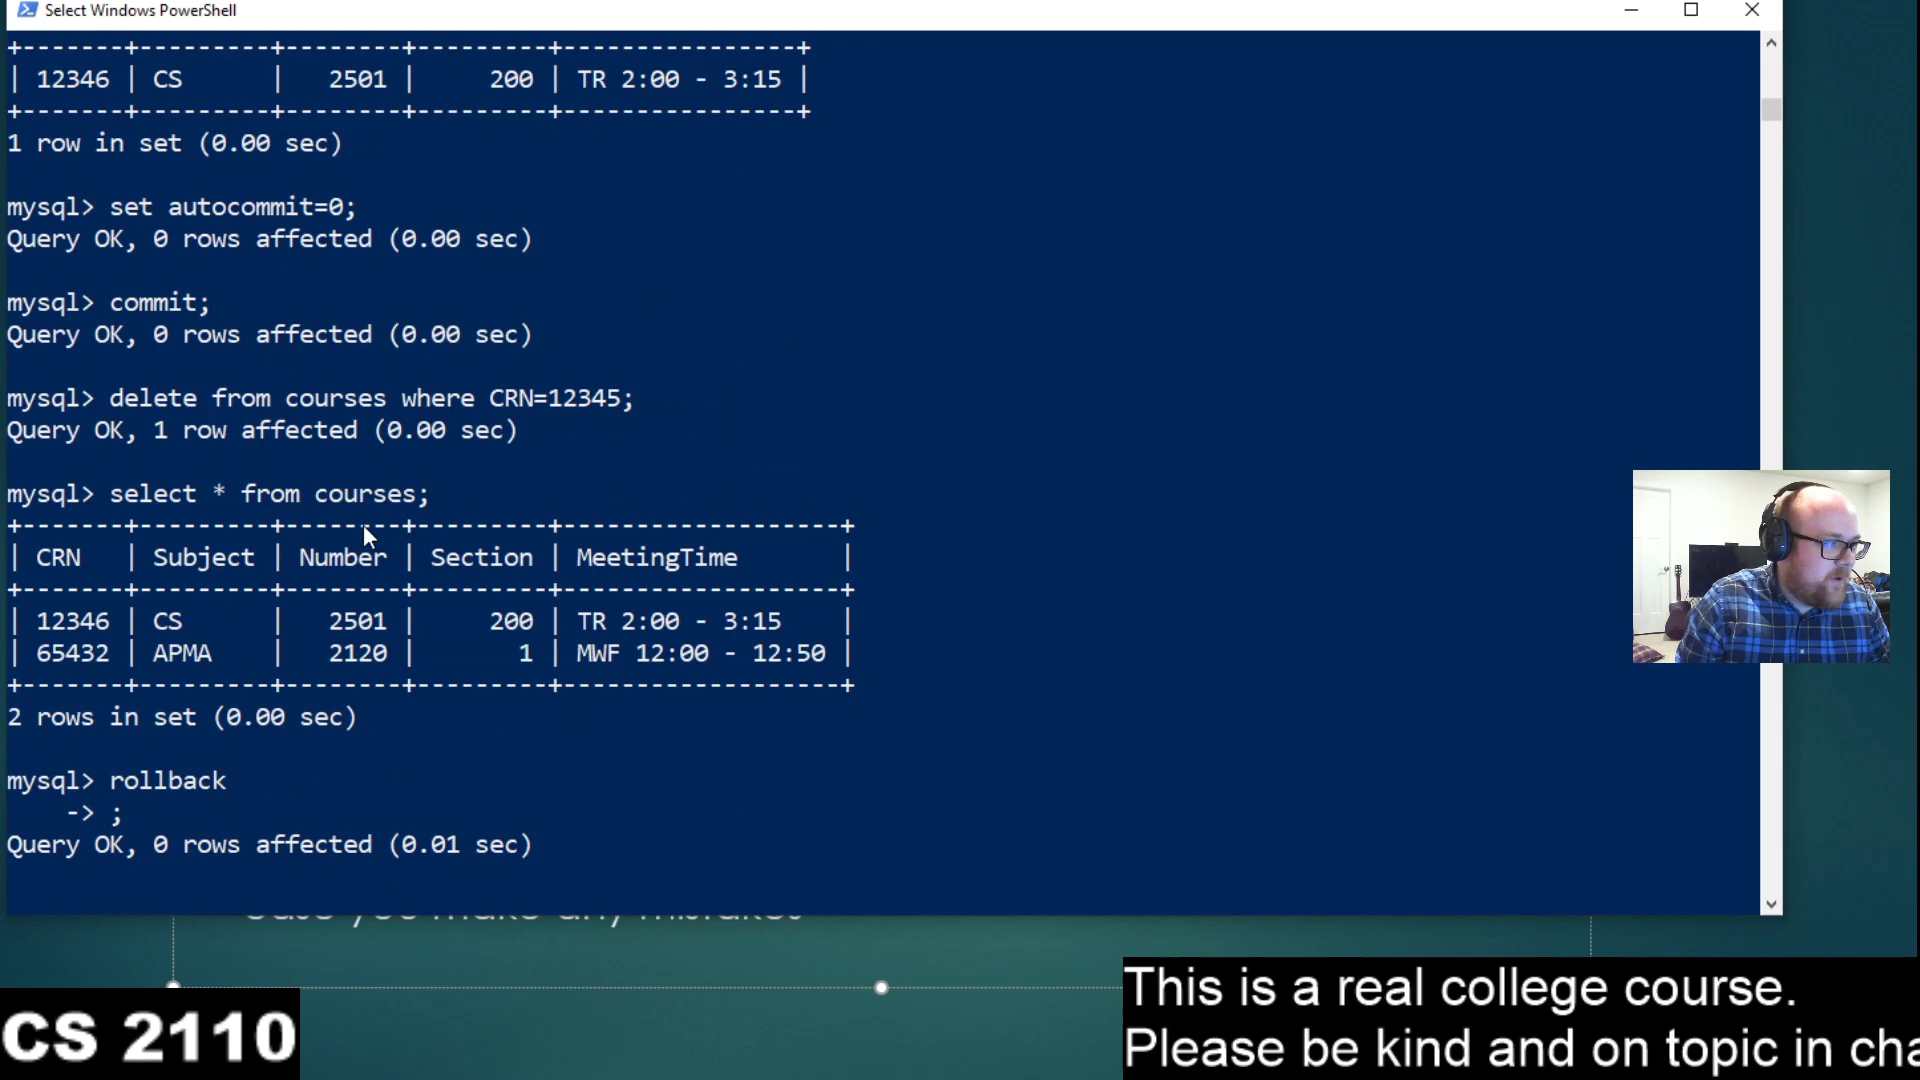 Select Windows PowerShell
+-------+---------+--------+---------+----------------+
| 12346 | CS      |   2501 |     200 | TR 2:00 - 3:15 |
+-------+---------+--------+---------+----------------+
1 row in set (0.00 sec)
mysql> set autocommit=0;
Query OK, 0 rows affected (0.00 sec)
mysql> commit;
Query OK, 0 rows affected (0.00 sec)
mysql> delete from courses where CRN=12345;
Query OK, 1 row affected (0.00 sec)
mysql> select * from courses;
+-------+---------+--------+---------+-------------------+
| CRN   | Subject | Number | Section | MeetingTime       |
+-------+---------+--------+---------+-------------------+
| 12346 | CS      |   2501 |     200 | TR 2:00 - 3:15    |
| 65432 | APMA    |   2120 |       1 | MWF 12:00 - 12:50 |
+-------+---------+--------+---------+-------------------+
2 rows in set (0.00 sec)
mysql> rollback
    -> ;
Query OK, 0 rows affected (0.01 sec)
you make any mistakes
CS 2110
This is a real college course.
Please be kind and on topic in cha